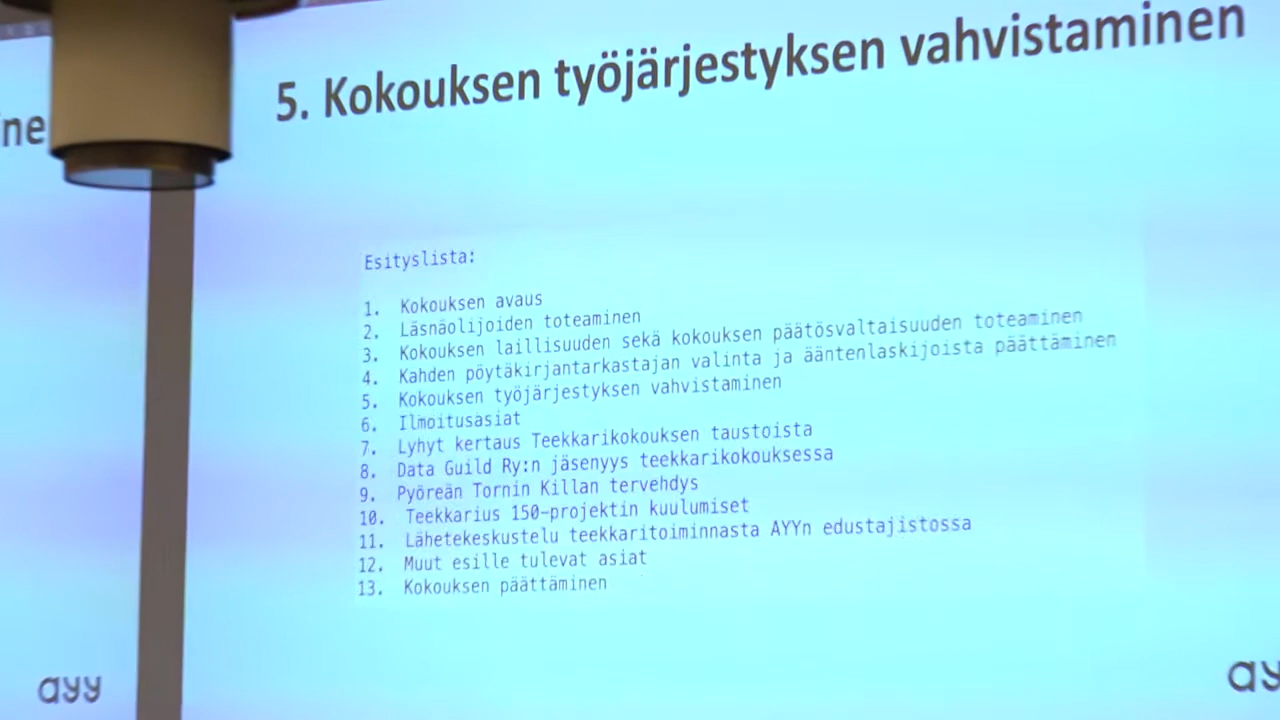 ne
5. Kokouksen työjärjestyksen vahvistaminen
Esityslista:
1. Kokouksen avaus
2. Läsnäolijoiden toteaminen
3. Kokouksen laillisuuden sekä kokouksen päätösvaltaisuuden toteaminen
4. Kahden pöytäkirjantarkastajan valinta ja ääntenlaskijoista päättäminen
5. Kokouksen työjärjestyksen vahvistaminen
6. Ilmoitusasiat
7. Lyhyt kertaus Teekkarikokouksen taustoista
8. Data Guild Ry:n jäsenyys teekkarikokouksessa
9. Pyöreän Tornin Killan tervehdys
10. Teekkarius 150-projektin kuulumiset
11. Lähetekeskustelu teekkaritoiminnasta AYYn edustajistossa
12. Muut esille tulevat asiat
13. Kokouksen päättäminen
ayy
ay